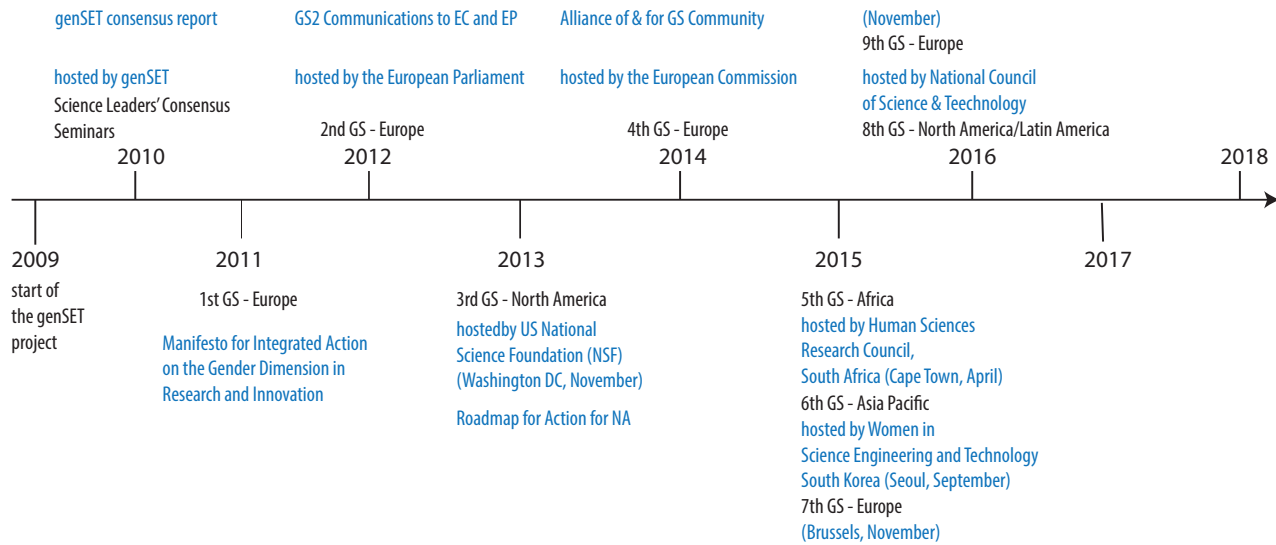 genSET consensus report
hosted by genSET
Science Leaders' Consensus
Seminars
2010
GS2 Communications to EC and EP
hosted by the European Parliament
2nd GS - Europe
2012
Alliance of & for GS Community
hosted by the European Commission
4th GS - Europe
2014
(November)
9th GS - Europe
hosted by National Council
of Science & Teechnology
8th GS - North America/Latin America
2016
2018
2009
start of
the genSET
project
2011
1st GS - Europe
Manifesto for Integrated Action
on the Gender Dimension in
Research and Innovation
2013
3rd GS - North America
hostedby US National
Science Foundation (NSF)
(Washington DC, November)
Roadmap for Action for NA
2015
5th GS - Africa
hosted by Human Sciences
Research Council,
South Africa (Cape Town, April)
6th GS - Asia Pacific
hosted by Women in
Science Engineering and Technology
South Korea (Seoul, September)
7th GS - Europe
(Brussels, November)
2017